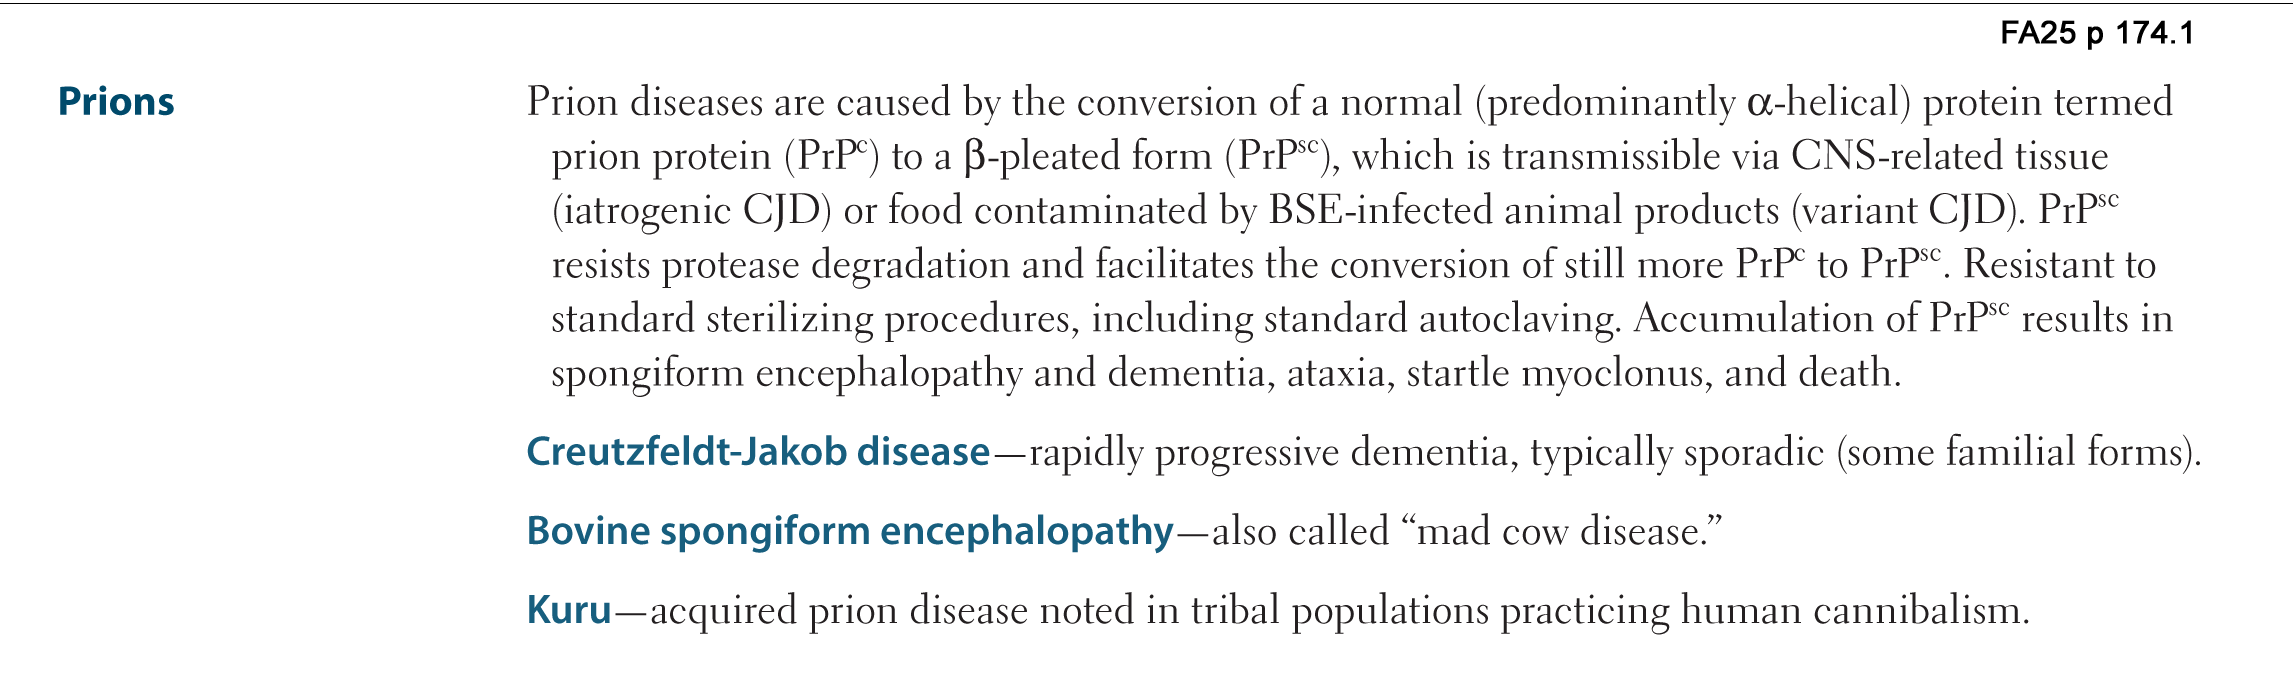 FA25 p 174.1
Prions
Prion diseases are caused by the conversion of a normal (predominantly α-helical) protein termed
prion protein (PrPᶜ) to a β-pleated form (PrPˢᶜ), which is transmissible via CNS-related tissue
(iatrogenic CJD) or food contaminated by BSE-infected animal products (variant CJD). PrPˢᶜ
resists protease degradation and facilitates the conversion of still more PrPᶜ to PrPˢᶜ. Resistant to
standard sterilizing procedures, including standard autoclaving. Accumulation of PrPˢᶜ results in
spongiform encephalopathy and dementia, ataxia, startle myoclonus, and death.
Creutzfeldt-Jakob disease—rapidly progressive dementia, typically sporadic (some familial forms).
Bovine spongiform encephalopathy—also called “mad cow disease.”
Kuru—acquired prion disease noted in tribal populations practicing human cannibalism.